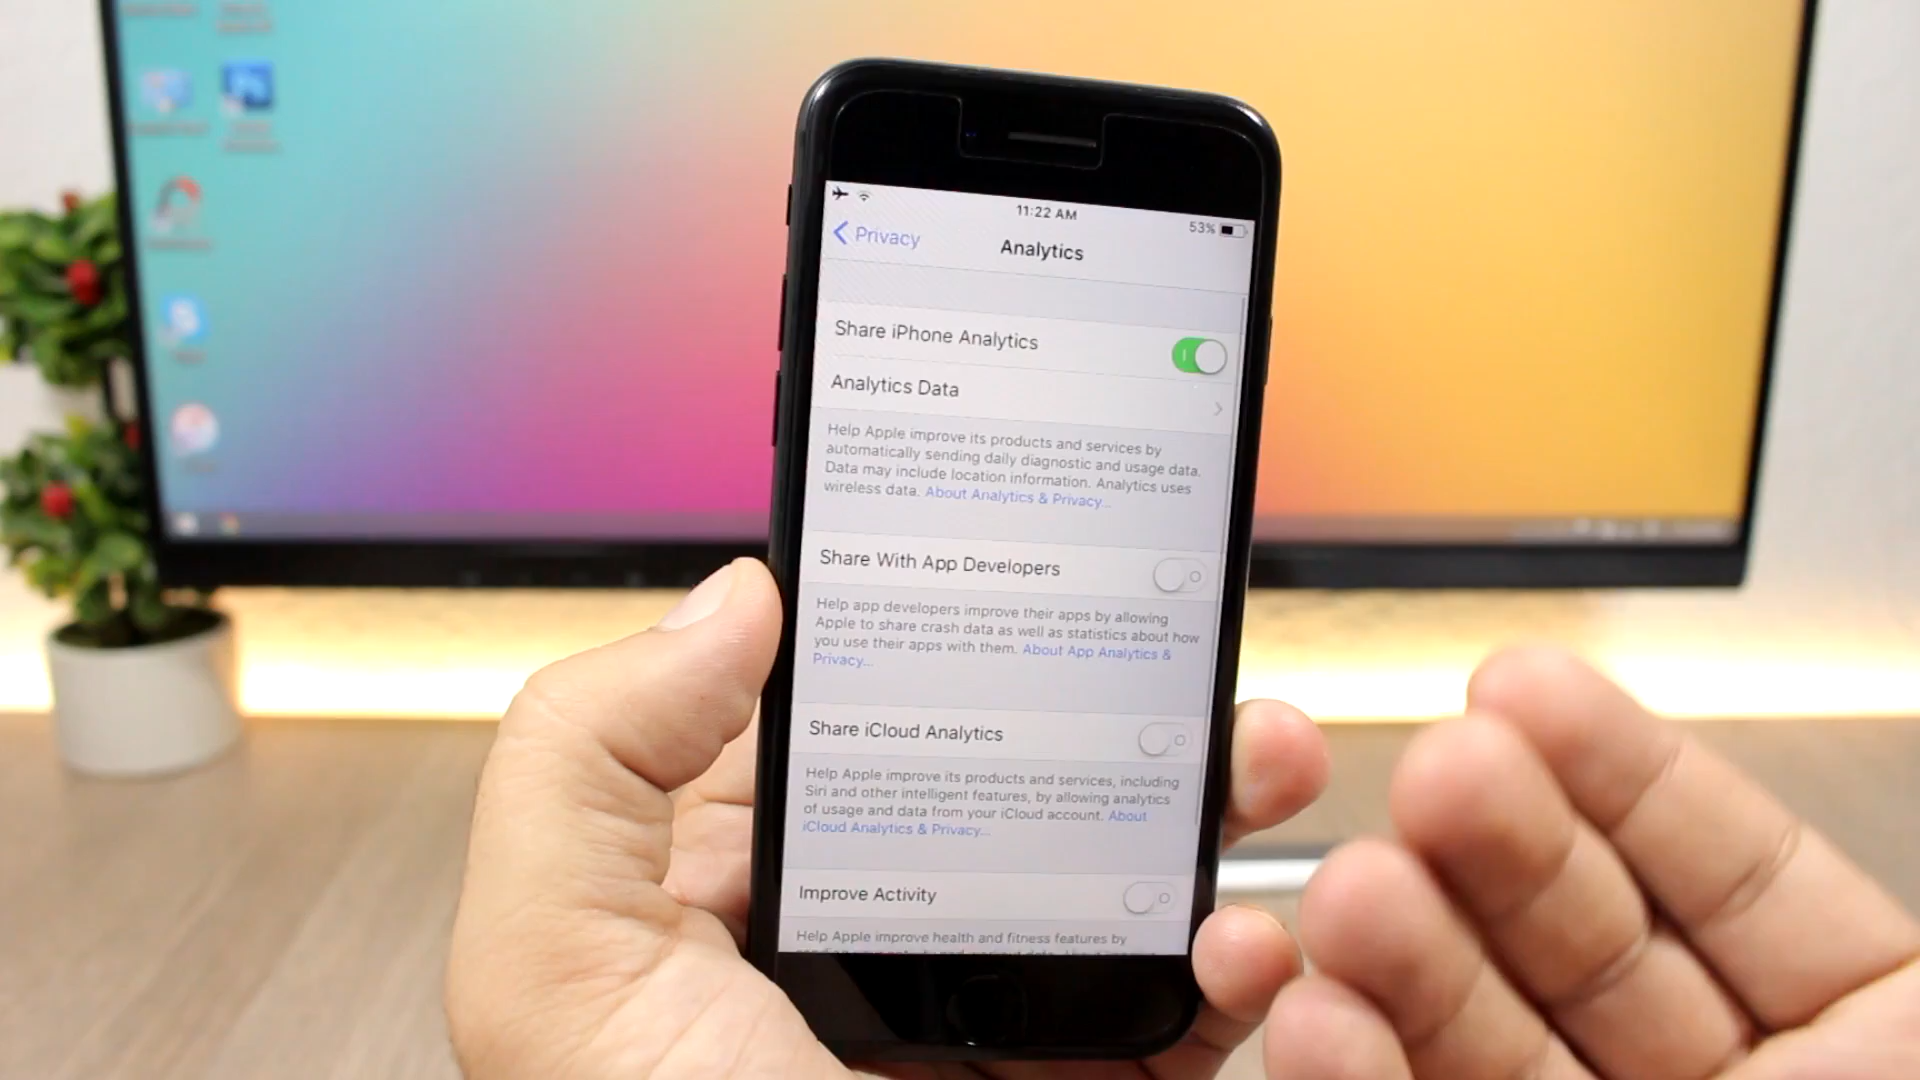 11:22 AM
53%
Privacy
Analytics
Share iPhone Analytics
Analytics Data
Help Apple improve its products and services by
automatically sending daily diagnostic and usage data.
Data may include location information. Analytics uses
wireless data. About Analytics & Privacy...
Share With App Developers
Help app developers improve their apps by allowing
Apple to share crash data as well as statistics about how
you use their apps with them. About App Analytics &
Privacy...
Share iCloud Analytics
Help Apple improve its products and services, including
Siri and other intelligent features, by allowing analytics
of usage and data from your iCloud account. About
iCloud Analytics & Privacy...
Improve Activity
Help Apple improve health and fitness features by